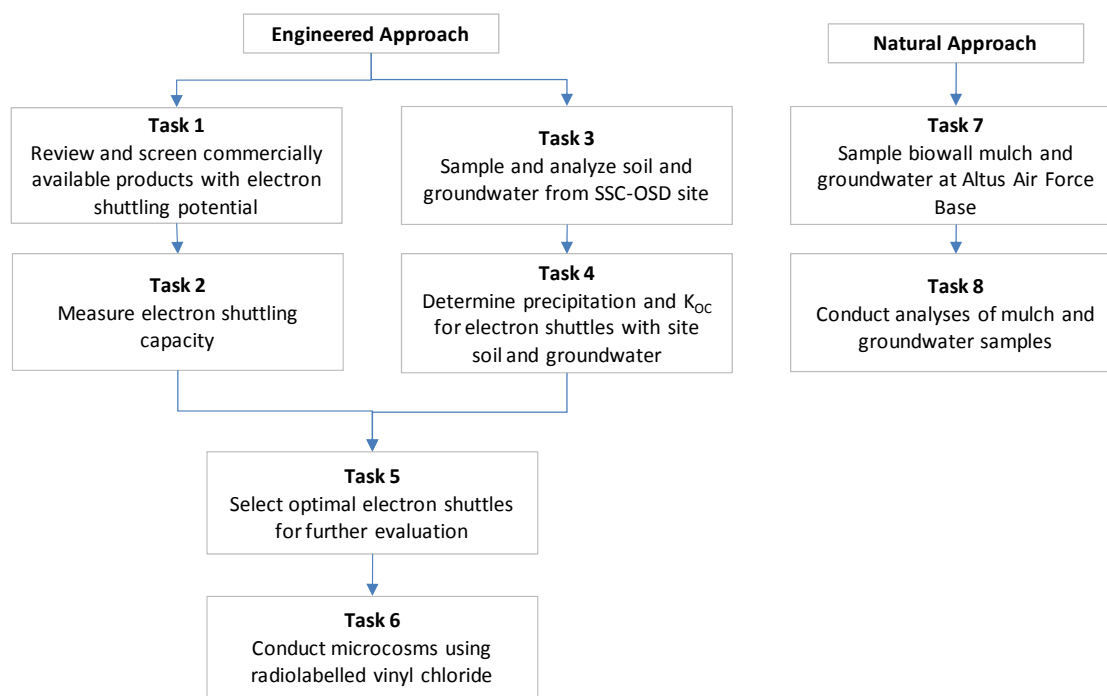 Engineered Approach
Natural Approach
Task 1
Review and screen commercially
available products with electron
shuttling potential
Task 3
Sample and analyze soil and
groundwater from SSC-OSD site
Task 7
Sample biowall mulch and
groundwater at Altus Air Force
Base
Task 2
Measure electron shuttling
capacity
Task 4
Determine precipitation and KOC
for electron shuttles with site
soil and groundwater
Task 8
Conduct analyses of mulch and
groundwater samples
Task 5
Select optimal electron shuttles
for further evaluation
Task 6
Conduct microcosms using
radiolabelled vinyl chloride